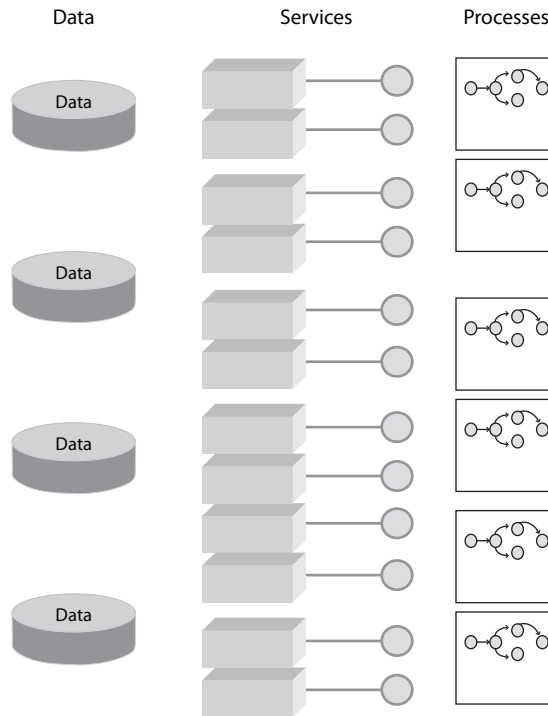 Data
Services
Processes
Data
Data
Data
Data